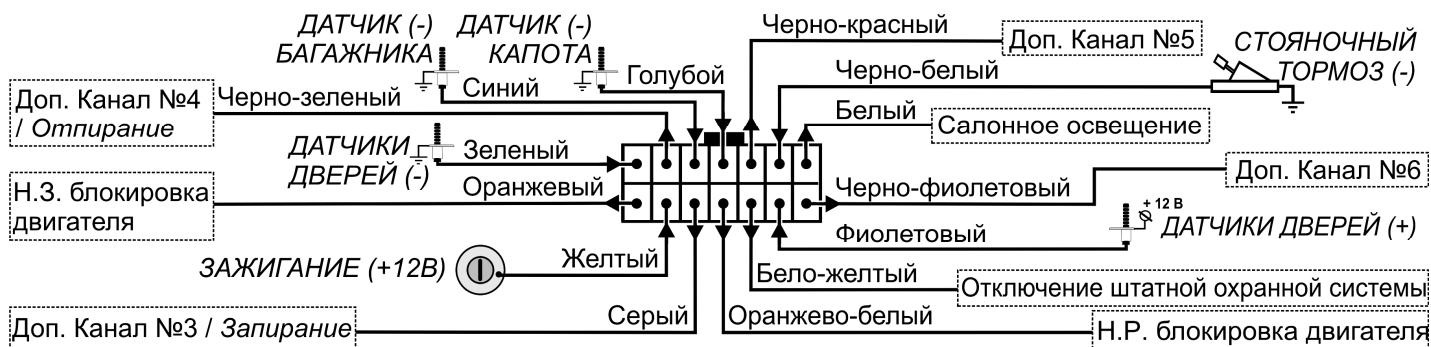 ДАТЧИК (-)
БАГАЖНИКА
ДАТЧИК (-)
КАПОТА
Черно-красный
Доп. Канал №5
СТОЯНОЧНЫЙ
ТОРМОЗ (-)
Доп. Канал №4
/ Отпирание
Черно-зеленый
Синий
Голубой
Черно-белый
Белый
Салонное освещение
ДАТЧИКИ
ДВЕРЕЙ (-)
Зеленый
Н.З. блокировка
двигателя
Оранжевый
Черно-фиолетовый
Доп. Канал №6
+ 12 В
Фиолетовый
ДАТЧИКИ ДВЕРЕЙ (+)
ЗАЖИГАНИЕ (+12В)
Желтый
Бело-желтый
Отключение штатной охранной системы
Доп. Канал №3 / Запирание
Серый
Оранжево-белый
Н.Р. блокировка двигателя